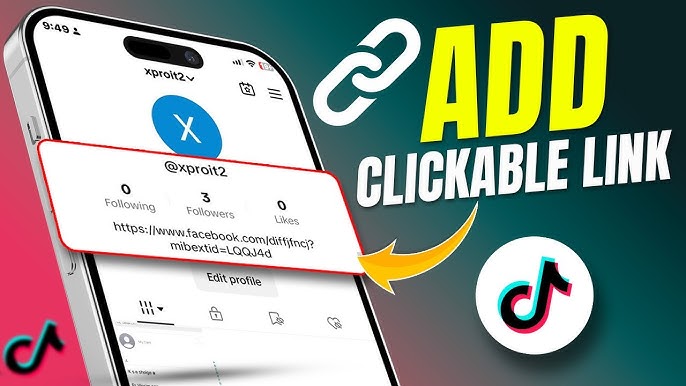 9:49
xproit2
X
@xproit2
0
Following
3
Followers
0
Likes
https://www.facebook.com/diffjfncj?
mibextid=LQQJ4d
Edit profile
ADD
CLICKABLE LINK